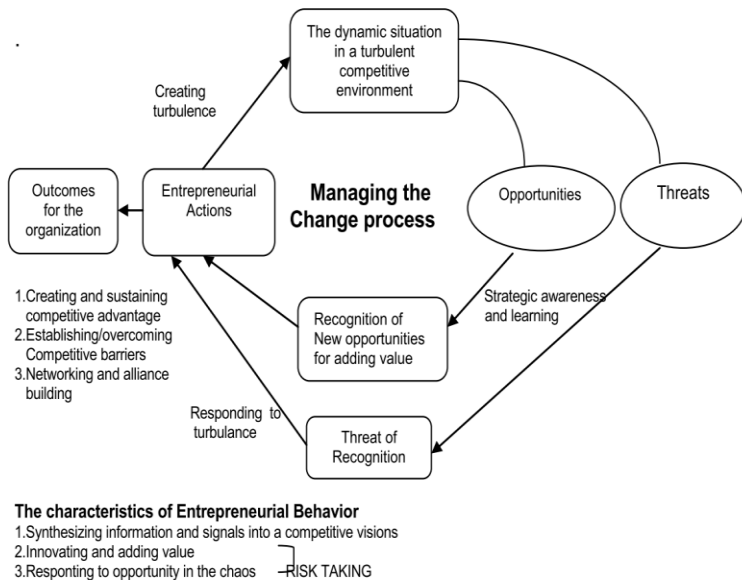 The dynamic situation
in a turbulent
competitive
environment
Creating
turbulence
Outcomes
for the
organization
Entrepreneurial
Actions
Managing the
Change process
Opportunities
Threats
1.Creating and sustaining
competitive advantage
2.Establishing/overcoming
Competitive barriers
3.Networking and alliance
building
Recognition of
New opportunities
for adding value
Strategic awareness
and learning
Responding to
turbulance
Threat of
Recognition
The characteristics of Entrepreneurial Behavior
1.Synthesizing information and signals into a competitive visions
2.Innovating and adding value
3.Responting to opportunity in the chaos RISK TAKING